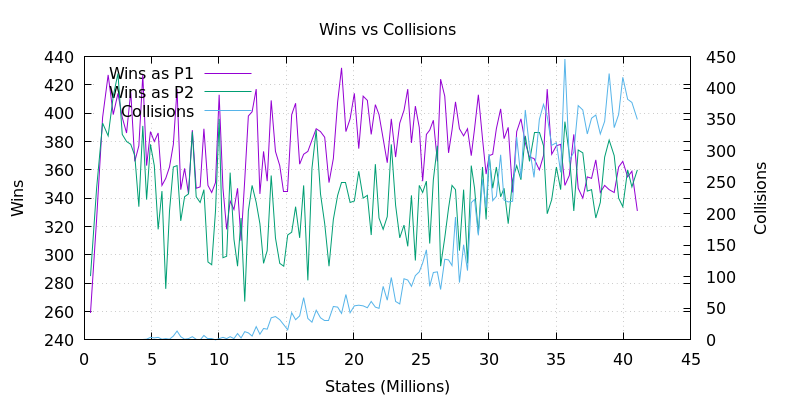 Wins vs Collisions
440 450
Wins as P1
420 400
Wins as P2
400 350
Collisions
380 300
360 250
340 200
320 150
300 100
280 50
260 0
240
0 5 10 15 20 25 30 35 40 45
Wins
Collisions
States (Millions)